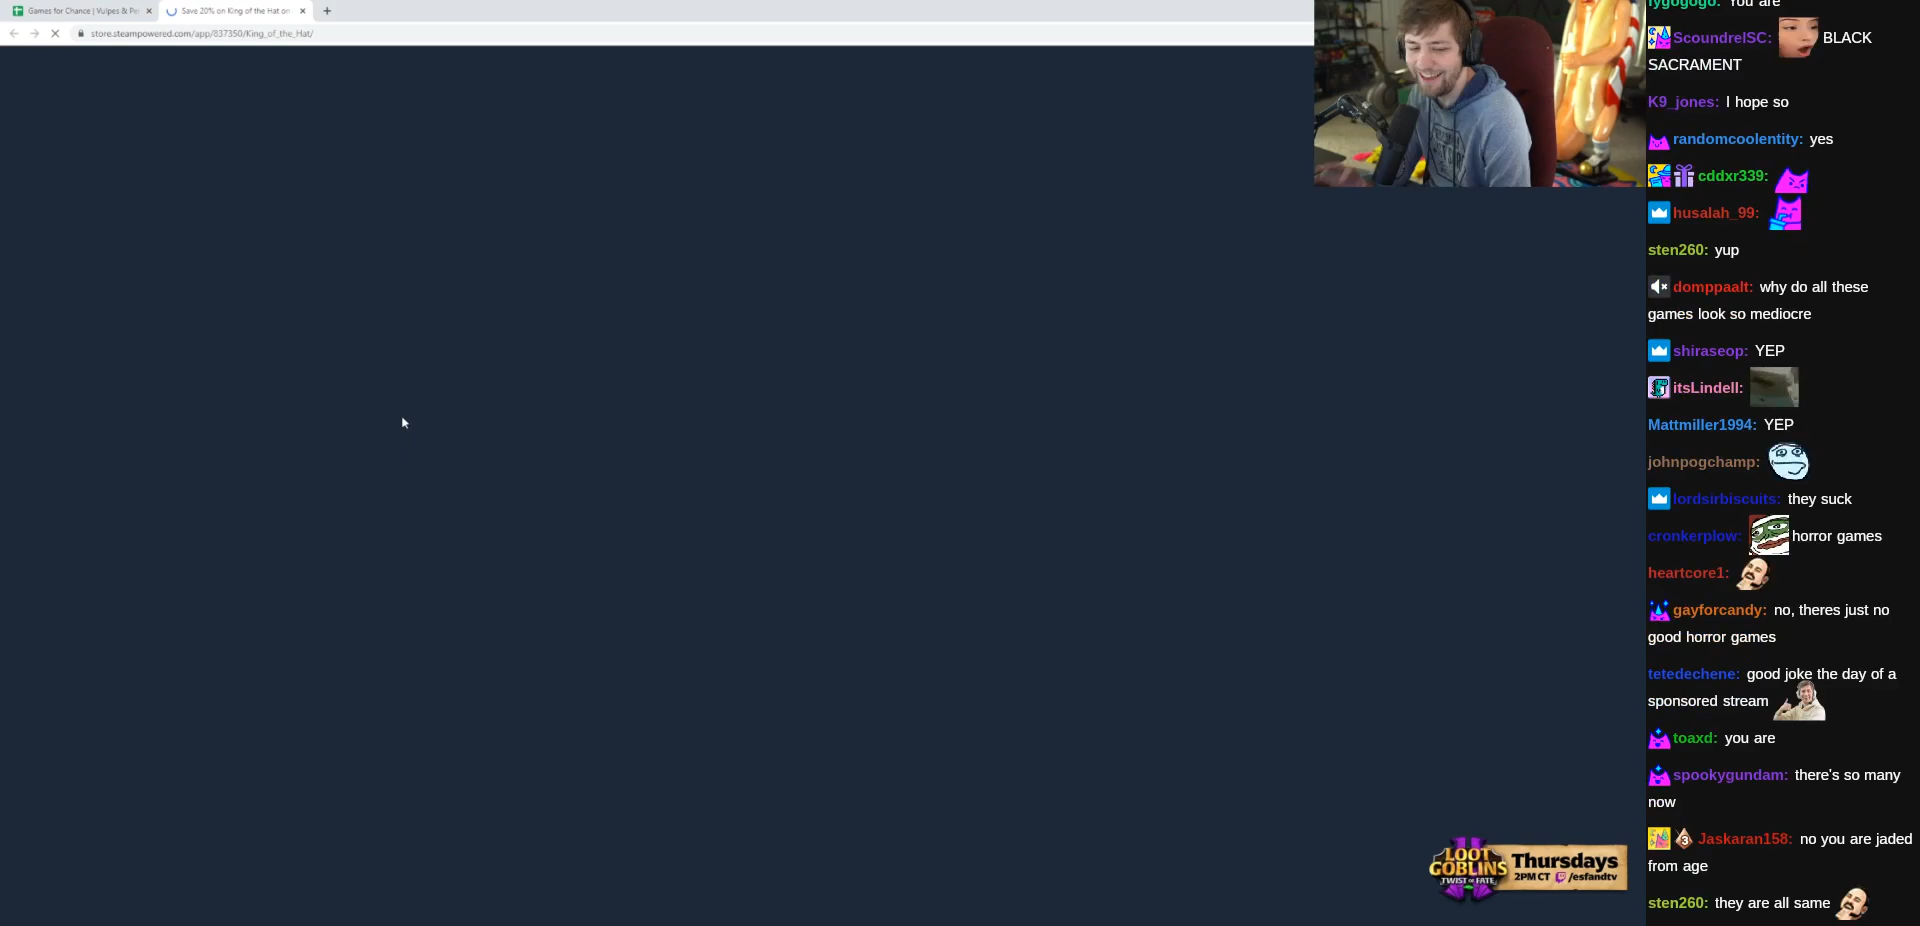 Games for Chance | Vulpes & Pe
Save 20% on King of the Hat on
store.steampowered.com/app/837350/King_of_the_Hat/
rygogogo: You are
ScoundrelSC: BLACK
SACRAMENT
K9_jones: I hope so
randomcoolentity: yes
cddxr339:
husalah_99:
sten260: yup
domppaalt: why do all these
games look so mediocre
shiraseop: YEP
itsLindell:
Mattmiller1994: YEP
johnpogchamp:
lordsirbiscuits: they suck
cronkerplow: horror games
heartcore1:
gayforcandy: no, theres just no
good horror games
tetedechene: good joke the day of a
sponsored stream
toaxd: you are
spookygundam: there's so many
now
3 Jaskaran158: no you are jaded
from age
sten260: they are all same
LOOT
GOBLINS
TWIST OF FATE
Thursdays
2PM CT /esfandtv